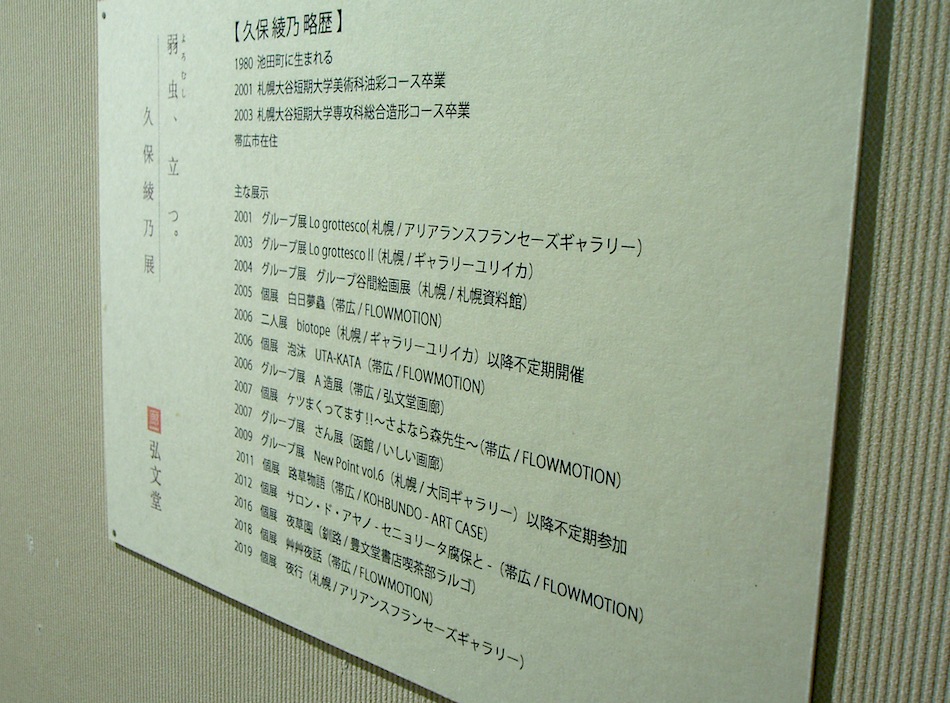 弱虫、立つ。
よろむし
久保綾乃展
弘文堂
【久保 綾乃 略歴】
1980 池田町に生まれる
2001 札幌大谷短期大学美術科油彩コース卒業
2003 札幌大谷短期大学専攻科総合造形コース卒業
帯広市在住
主な展示
2001 グループ展 Lo grottesco( 札幌 / アリアランスフランセーズギャラリー）
2003 グループ展 Lo grottesco II（札幌 / ギャラリーユリイカ）
2004 グループ展 グループ谷間絵画展（札幌 / 札幌資料館）
2005 個展 白日夢蟲（帯広 / FLOWMOTION）
2006 二人展 biotope（札幌 / ギャラリーユリイカ）以降不定期開催
2006 個展 泡沫 UTA-KATA（帯広 / FLOWMOTION）
2006 グループ展 A 造展（帯広 / 弘文堂画廊）
2007 個展 ケツまくってます!!～さよなら森先生～（帯広 / FLOWMOTION）
2007 グループ展 さん展（函館 / いしい画廊）
2009 グループ展 New Point vol.6（札幌 / 大同ギャラリー）以降不定期参加
2011 個展 路草物語（帯広 / KOHBUNDO - ART CASE）
2012 個展 サロン・ド・アヤノ - セニョリータ腐保と -（帯広 / FLOWMOTION）
2016 個展 夜草園（釧路 / 豊文堂書店喫茶部ラルゴ）
2018 個展 艸艸夜話（帯広 / FLOWMOTION）
2019 個展 夜行（札幌 / アリアンスフランセーズギャラリー）